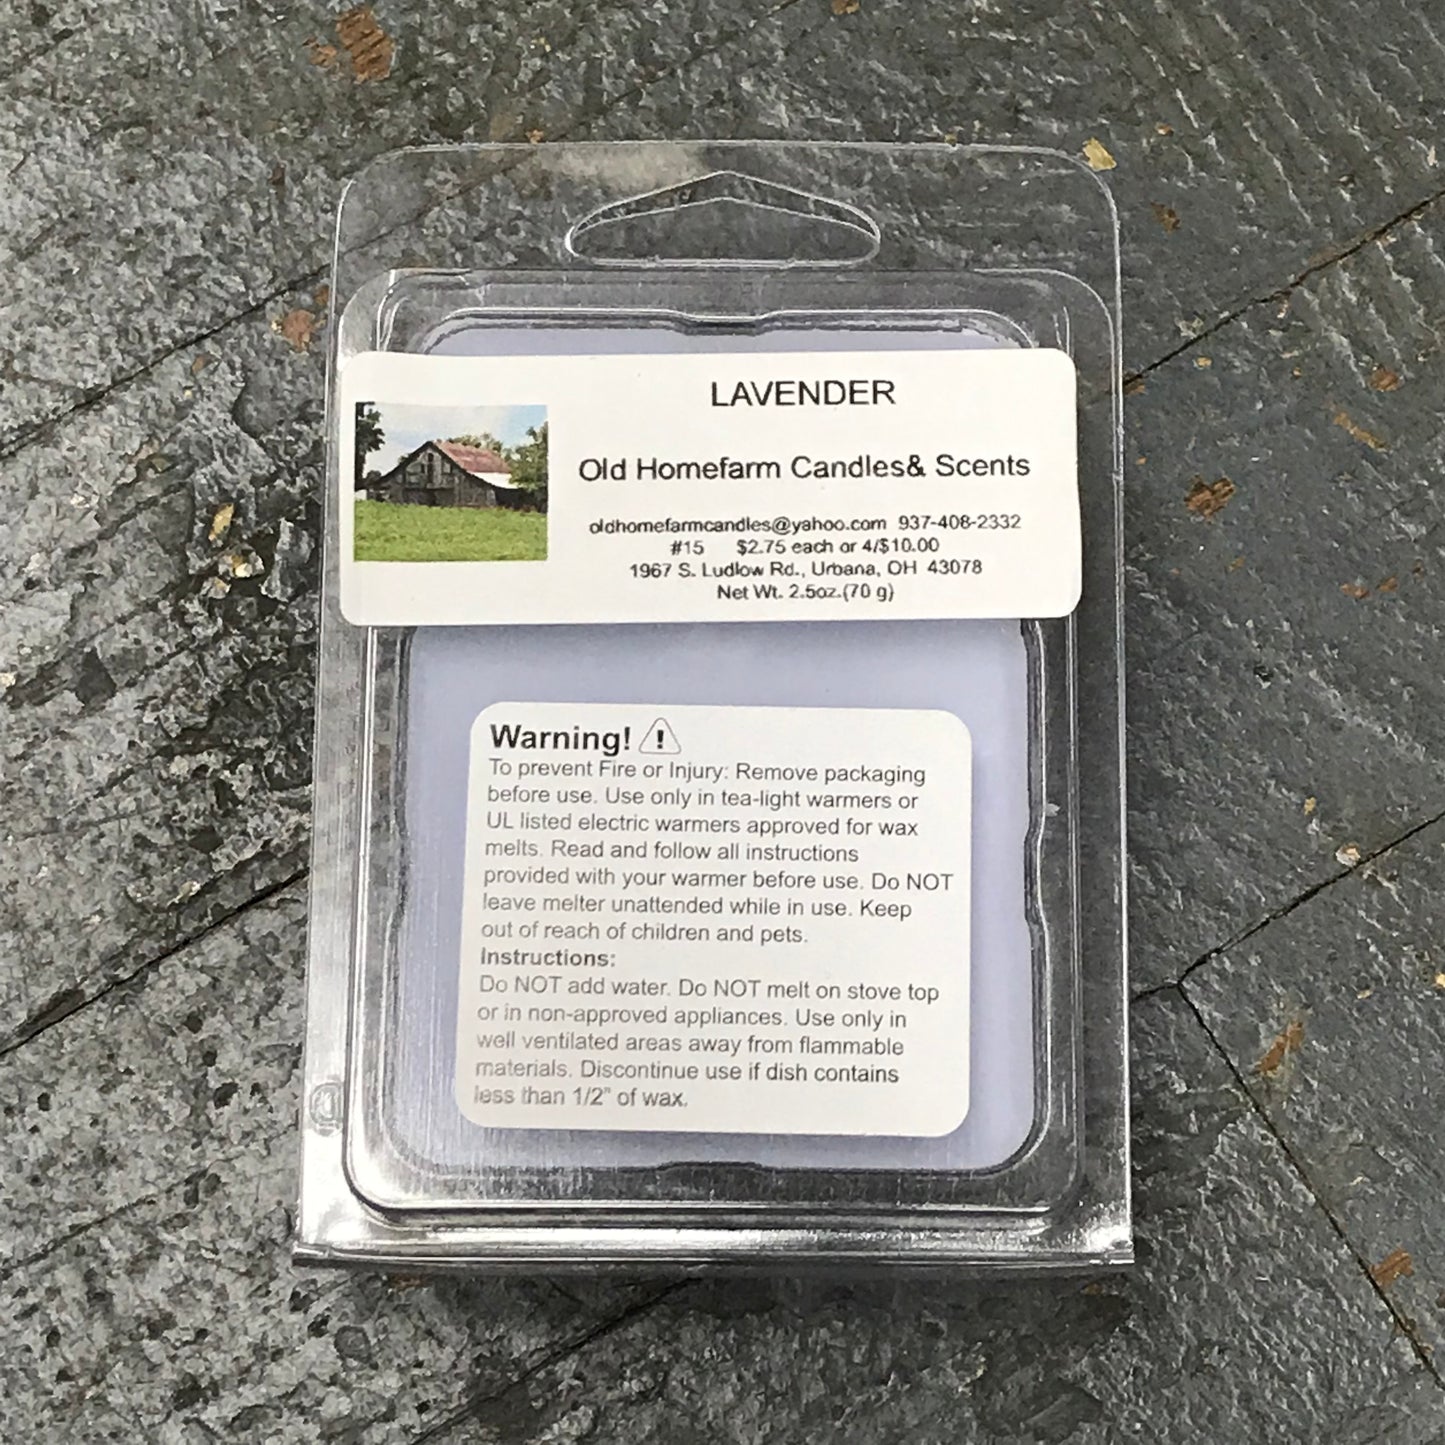 LAVENDER
Old Homefarm Candles& Scents
oldhomefarmcandles@yahoo.com 937-408-2332
#15 $2.75 each or 4/$10.00
1967 S. Ludlow Rd., Urbana, OH 43078
Net Wt. 2.5oz.(70 g)
Warning! !
To prevent Fire or Injury: Remove packaging
before use. Use only in tea-light warmers or
UL listed electric warmers approved for wax
melts. Read and follow all instructions
provided with your warmer before use. Do NOT
leave melter unattended while in use. Keep
out of reach of children and pets.
Instructions:
Do NOT add water. Do NOT melt on stove top
or in non-approved appliances. Use only in
well ventilated areas away from flammable
materials. Discontinue use if dish contains
less than 1/2" of wax.